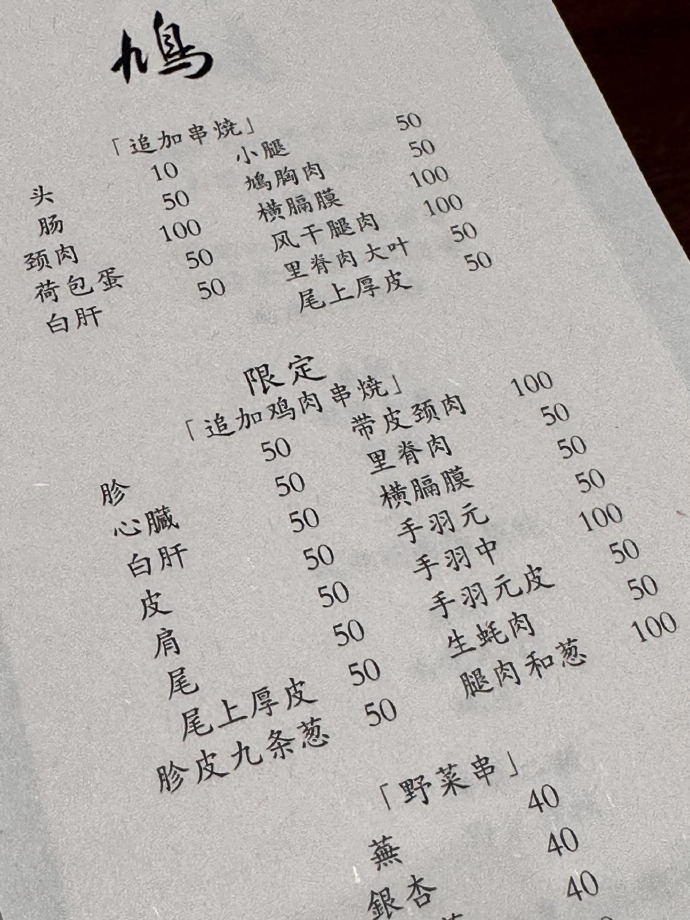 鳩
「追加串焼」
头 10 小腿 50
肠 50 鳩胸肉 50
颈肉 100 横膈膜 100
荷包蛋 50 风干腿肉 100
白肝 50 里脊肉大叶 50
尾上厚皮 50
限定
「追加鸡肉串焼」
胗 50 带皮颈肉 100
心臓 50 里脊肉 50
白肝 50 横膈膜 50
皮 50 手羽元 50
肩 50 手羽中 100
尾 50 手羽元皮 50
尾上厚皮 50 生蚝肉 50
胗皮九条葱 50 腿肉和葱 100
「野菜串」
蕪 40
銀杏 40
40